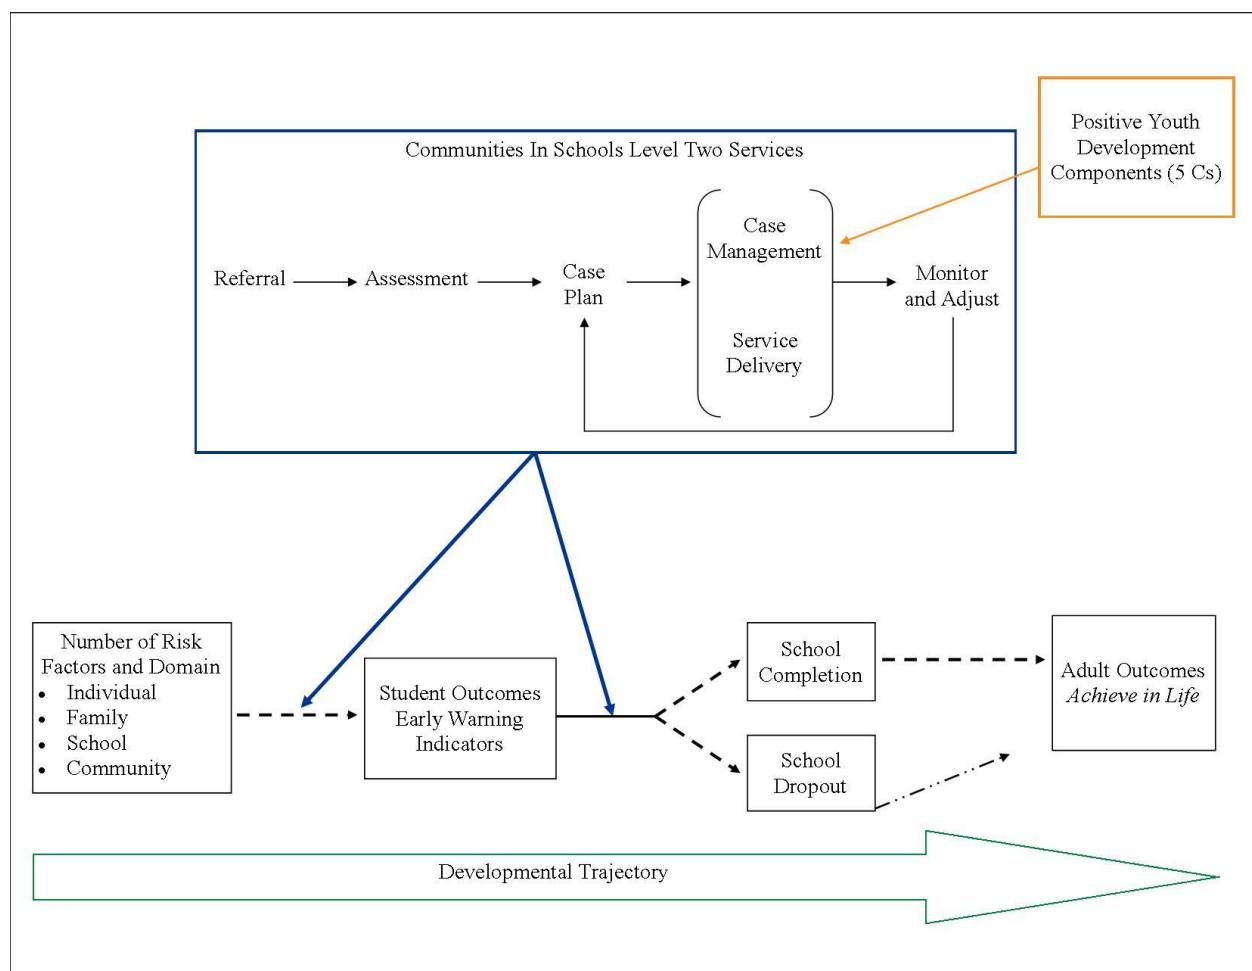 Positive Youth
Development
Components (5 Cs)
Communities In Schools Level Two Services
Referral
Assessment
Case
Plan
Case
Management
Service
Delivery
Monitor
and Adjust
Number of Risk
Factors and Domain
• Individual
• Family
• School
• Community
Student Outcomes
Early Warning
Indicators
School
Completion
School
Dropout
Adult Outcomes
Achieve in Life
Developmental Trajectory